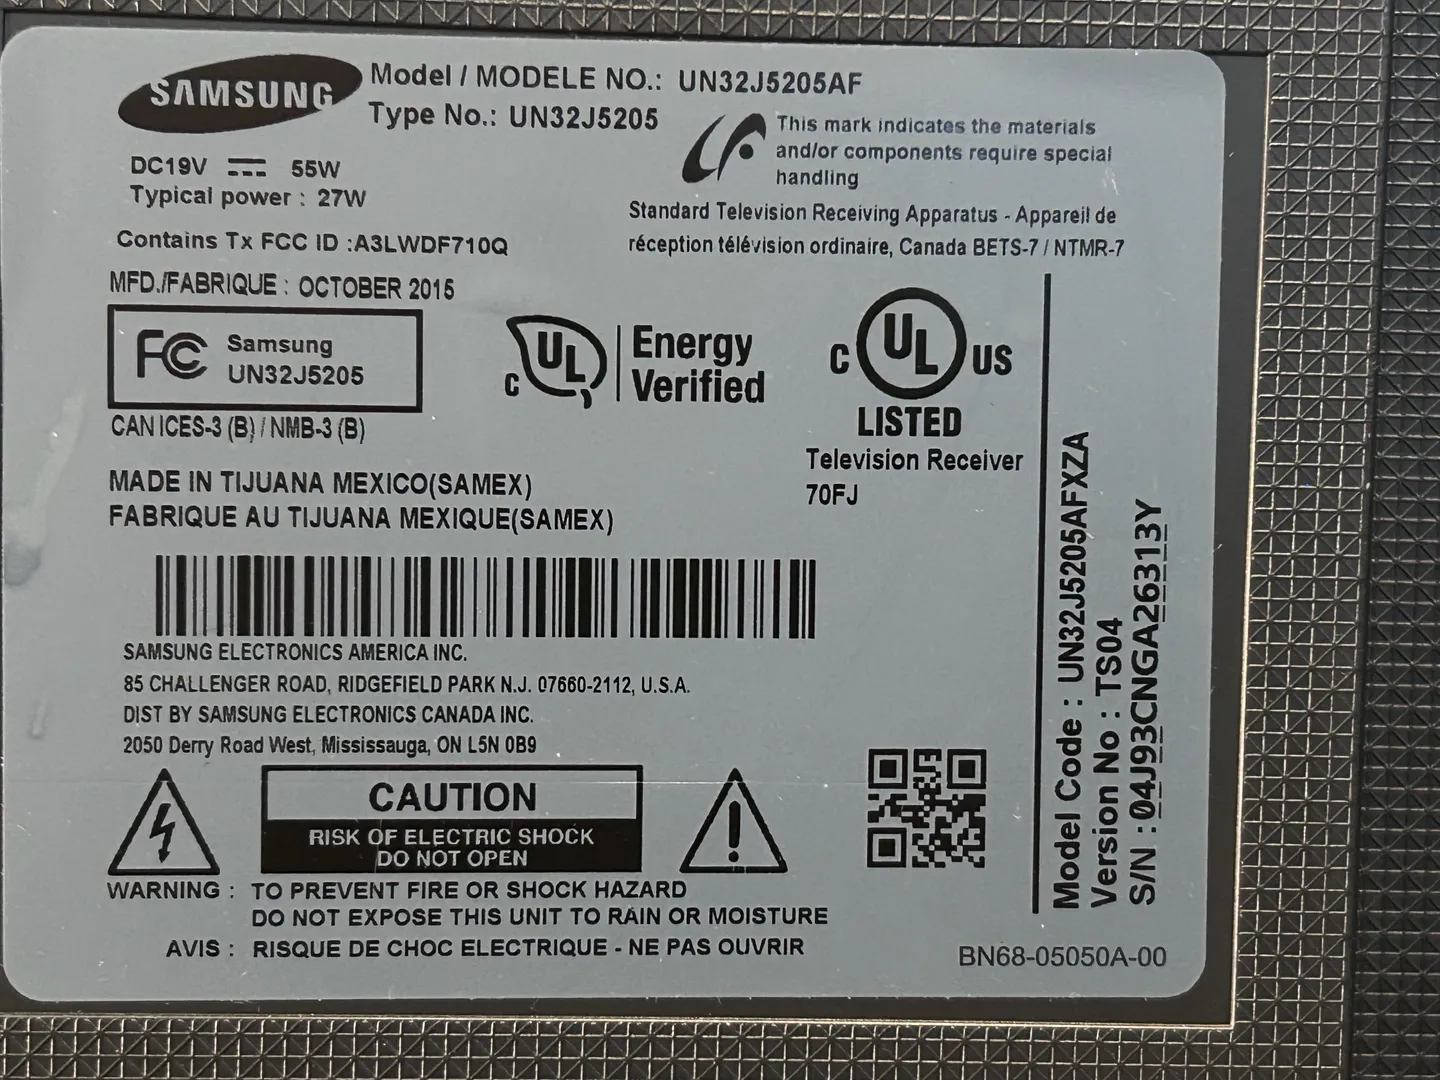 SAMSUNG
Model / MODELE NO.: UN32J5205AF
Type No.: UN32J5205
DC19V 55W
Typical power : 27W
This mark indicates the materials
and/or components require special
handling
Standard Television Receiving Apparatus - Appareil de
réception télévision ordinaire, Canada BETS-7 / NTMR-7
Contains Tx FCC ID :A3LWDF710Q
MFD./FABRIQUE : OCTOBER 2015
FC Samsung
UN32J5205
CAN ICES-3 (B) / NMB-3 (B)
C UL Energy
Verified
C UL US
LISTED
Television Receiver
70FJ
MADE IN TIJUANA MEXICO(SAMEX)
FABRIQUE AU TIJUANA MEXIQUE(SAMEX)
SAMSUNG ELECTRONICS AMERICA INC.
85 CHALLENGER ROAD, RIDGEFIELD PARK N.J. 07660-2112, U.S.A.
DIST BY SAMSUNG ELECTRONICS CANADA INC.
2050 Derry Road West, Mississauga, ON L5N 0B9
CAUTION
RISK OF ELECTRIC SHOCK
DO NOT OPEN
WARNING : TO PREVENT FIRE OR SHOCK HAZARD
DO NOT EXPOSE THIS UNIT TO RAIN OR MOISTURE
AVIS : RISQUE DE CHOC ELECTRIQUE - NE PAS OUVRIR
Model Code : UN32J5205AFXZA
Version No : TS04
S/N :04J93CNGA26313Y
BN68-05050A-00